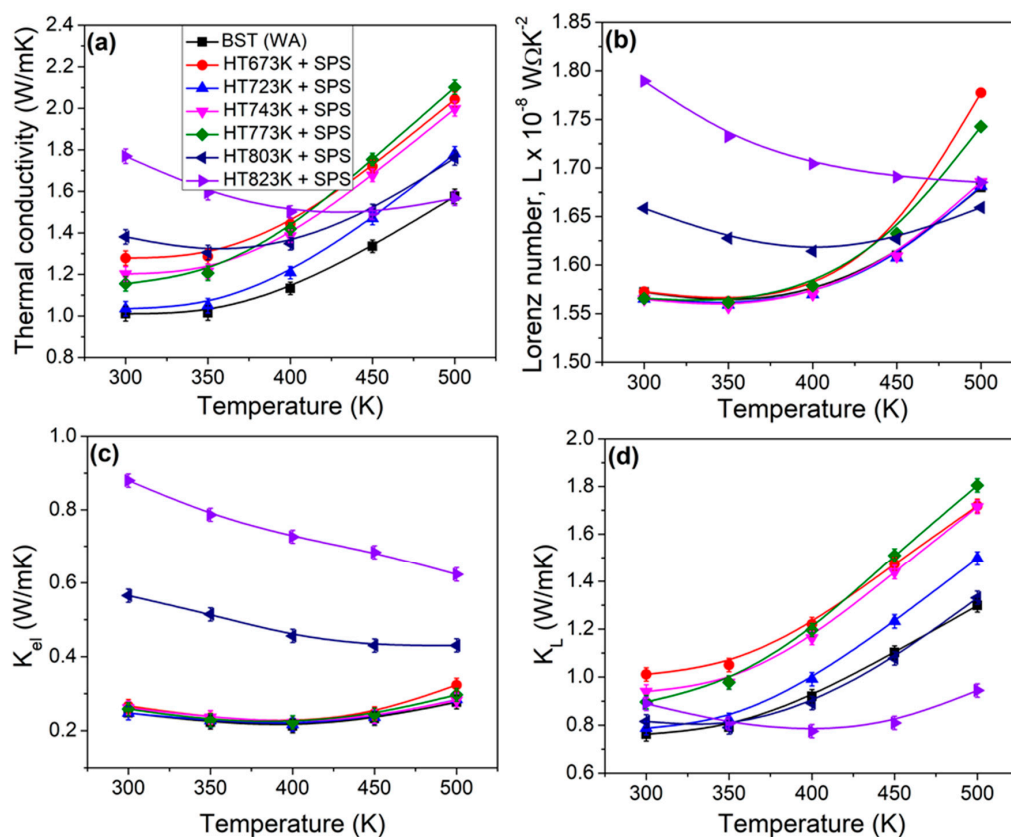 (a)
Thermal conductivity (W/mK)
2.4
2.2
2.0
1.8
1.6
1.4
1.2
1.0
0.8
BST (WA)
HT673K + SPS
HT723K + SPS
HT743K + SPS
HT773K + SPS
HT803K + SPS
HT823K + SPS
300 350 400 450 500
Temperature (K)
(b)
Lorenz number, L x 10⁻⁸ WΩK⁻²
1.85
1.80
1.75
1.70
1.65
1.60
1.55
1.50
300 350 400 450 500
Temperature (K)
(c)
K_el (W/mK)
1.0
0.8
0.6
0.4
0.2
300 350 400 450 500
Temperature (K)
(d)
K_L (W/mK)
2.0
1.8
1.6
1.4
1.2
1.0
0.8
0.6
300 350 400 450 500
Temperature (K)